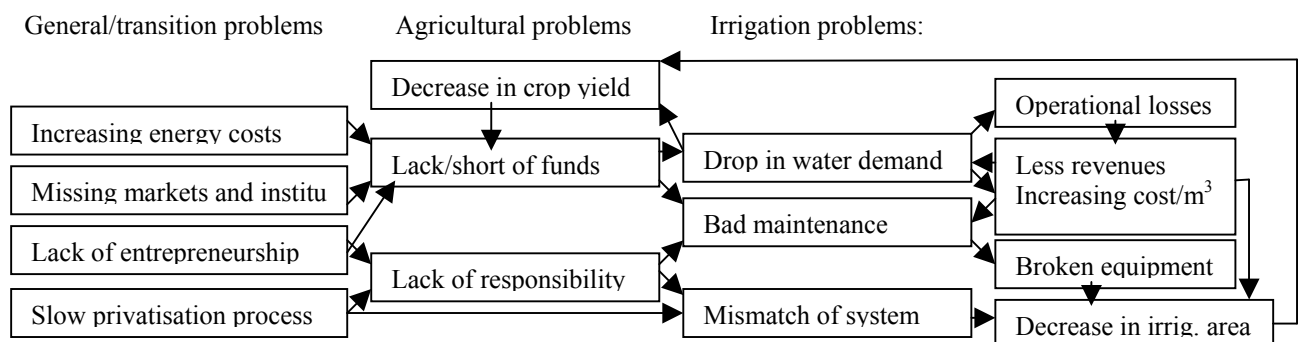 General/transition problems
Agricultural problems
Irrigation problems:
Increasing energy costs
Missing markets and institu
Lack of entrepreneurship
Slow privatisation process
Decrease in crop yield
Lack/short of funds
Lack of responsibility
Drop in water demand
Bad maintenance
Mismatch of system
Operational losses
Less revenues
Increasing cost/m³
Broken equipment
Decrease in irrig. area